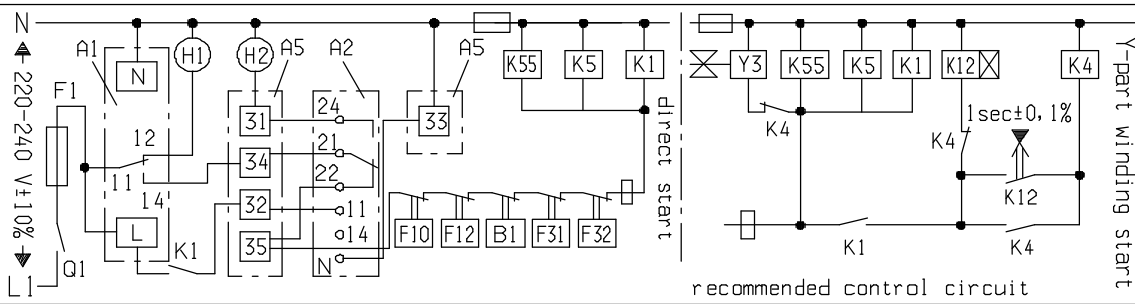 N
220-240 V±10%
L1
F1
Q1
A1
N
12
11
14
L
K1
H1
H2
A5
31
34
32
35
A2
24
21
22
11
14
N
A5
33
F10
F12
B1
F31
F32
K55
K5
K1
direct start
Y3
K55
K5
K1
K12
K4
K4
1sec±0,1%
K4
K12
K1
K4
Y-part winding start
recommended control circuit